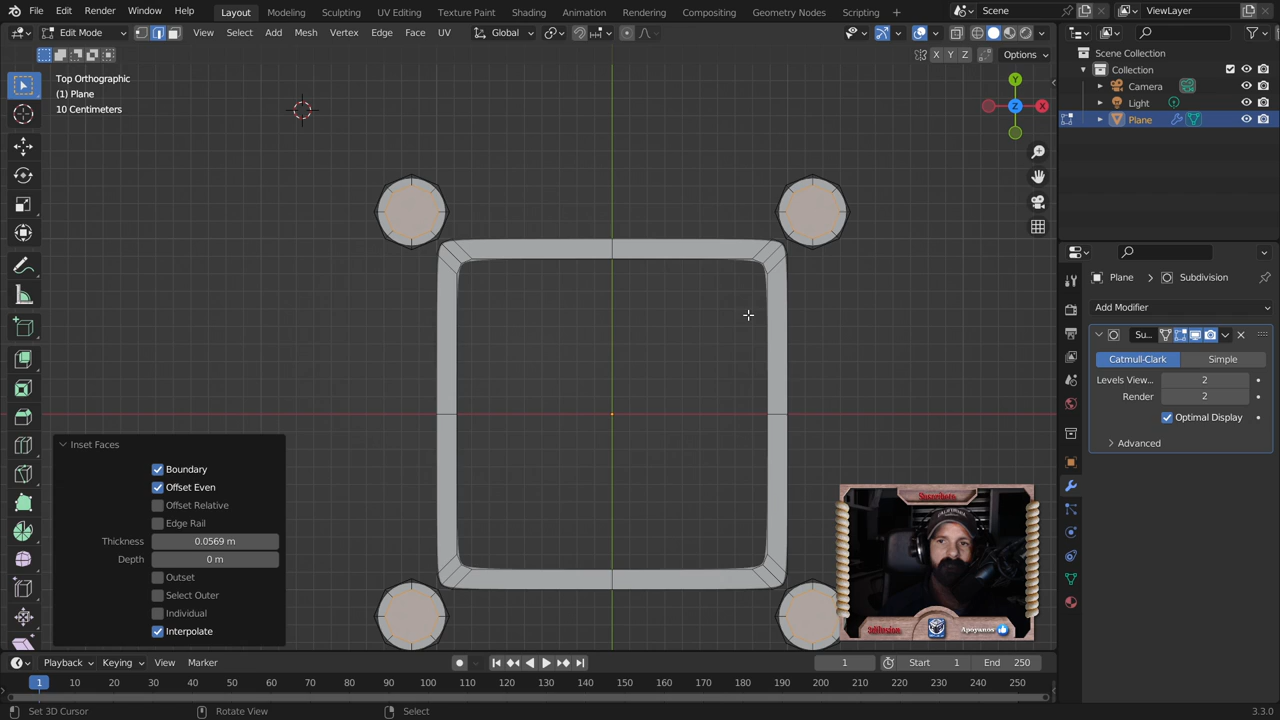 File Edit Render Window Help Layout Modeling Sculpting UV Editing Texture Paint Shading Animation Rendering Compositing Geometry Nodes Scripting + Scene ViewLayer
Edit Mode View Select Add Mesh Vertex Edge Face UV Global
X Y Z Options
Top Orthographic
(1) Plane
10 Centimeters
Y
Z
X
Scene Collection
Collection
Camera
Light
Plane
Plane > Subdivision
Add Modifier
Su...
Catmull-Clark Simple
Levels View... 2
Render 2
Optimal Display
Advanced
Inset Faces
Boundary
Offset Even
Offset Relative
Edge Rail
Thickness 0.0569 m
Depth 0 m
Outset
Select Outer
Individual
Interpolate
3dilusion Apoyanos
Playback Keying View Marker 1 Start 1 End 250
1 10 20 30 40 50 60 70 80 90 100 110 120 130 140 150 160 170 180 190 200 210 220 230 240 250
Set 3D Cursor Rotate View Select 3.3.0